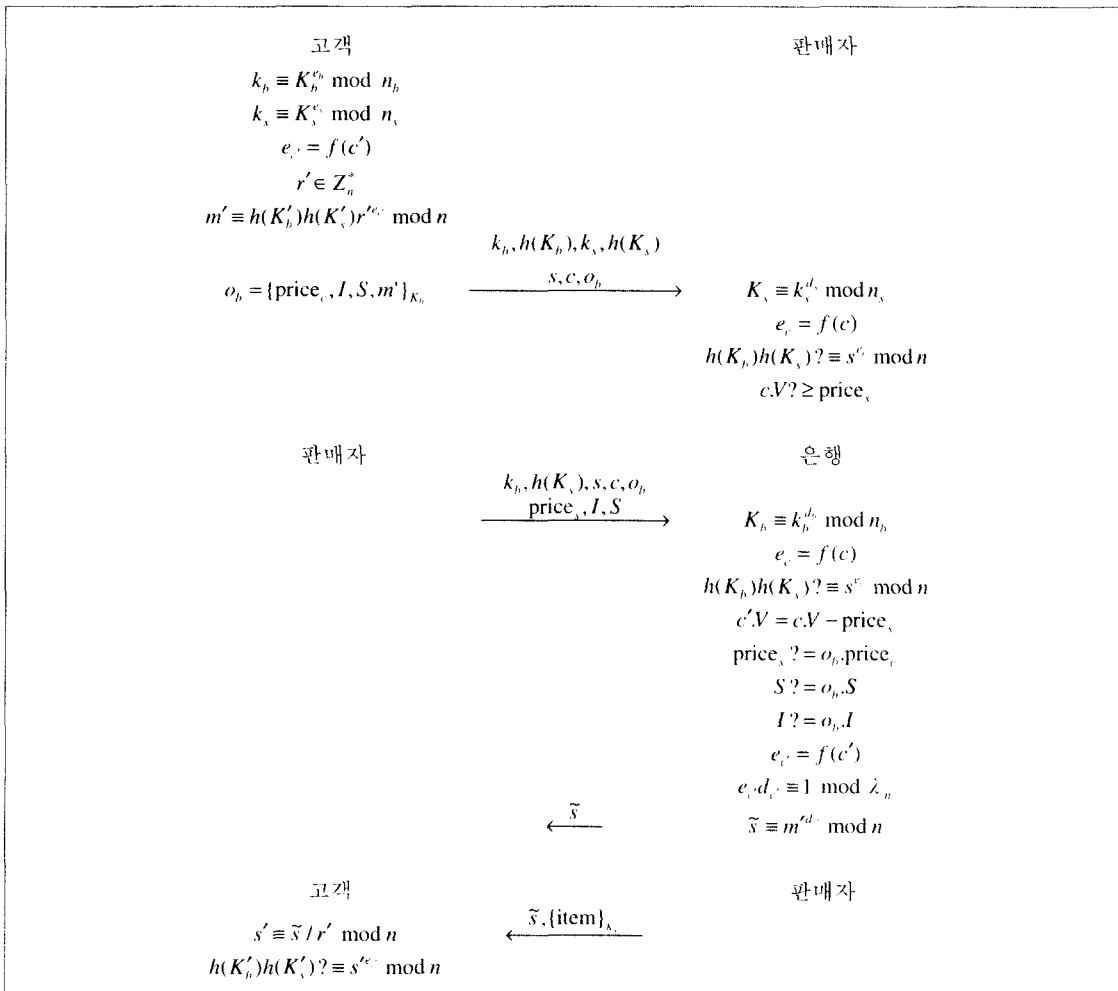 고객 판매자
k_b ≡ K_b^{e_b} mod n_b
k_s ≡ K_s^{e_s} mod n_s
e_{c'} = f(c')
r' ∈ Z_n^*
m' ≡ h(K'_b)h(K'_s)r'^{e_{c'}} mod n
k_b, h(K_b), k_s, h(K_s)
o_b = {price_c, I, S, m'}_{K_b} s, c, o_b K_s ≡ k_s^{d_s} mod n_s
e_c = f(c)
h(K_b)h(K_s) ? ≡ s^{e_c} mod n
c.V ? ≥ price_s
판매자 은행
k_b, h(K_s), s, c, o_b
price_s, I, S K_b ≡ k_b^{d_b} mod n_b
e_c = f(c)
h(K_b)h(K_s) ? ≡ s^{e_c} mod n
c'.V = c.V − price_s
price_s ? = o_b.price_c
S ? = o_b.S
I ? = o_b.I
e_{c'} = f(c')
e_{c'}d_{c'} ≡ 1 mod λ_n
s̃ s̃ ≡ m'^{d_{c'}} mod n
고객 판매자
s' ≡ s̃ / r' mod n s̃, {item}_{K_s}
h(K'_b)h(K'_s) ? ≡ s'^{e_{c'}} mod n